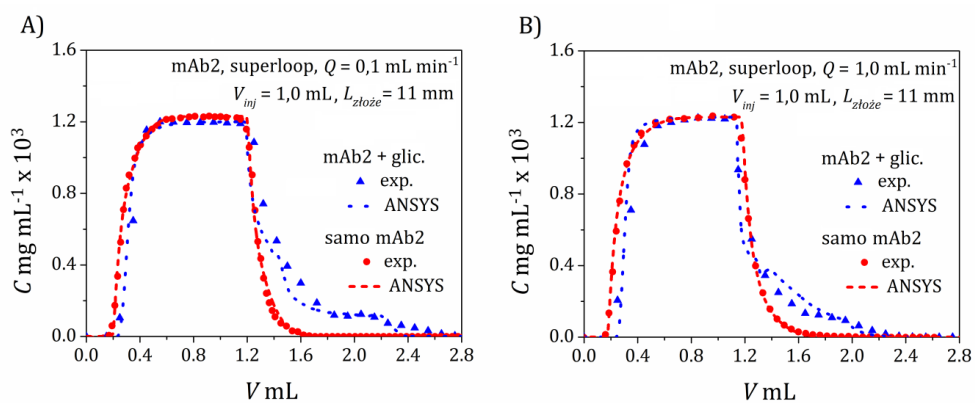 A)
mAb2, superloop, Q = 0,1 mL min-1
Vinj = 1,0 mL, Lzłoże = 11 mm
mAb2 + glic.
exp.
ANSYS
samo mAb2
exp.
ANSYS
C mg mL-1 x 103
1.6
1.2
0.8
0.4
0.0
0.0 0.4 0.8 1.2 1.6 2.0 2.4 2.8
V mL
B)
mAb2, superloop, Q = 1,0 mL min-1
Vinj = 1,0 mL, Lzłoże = 11 mm
mAb2 + glic.
exp.
ANSYS
samo mAb2
exp.
ANSYS
C mg mL-1 x 103
1.6
1.2
0.8
0.4
0.0
0.0 0.4 0.8 1.2 1.6 2.0 2.4 2.8
V mL